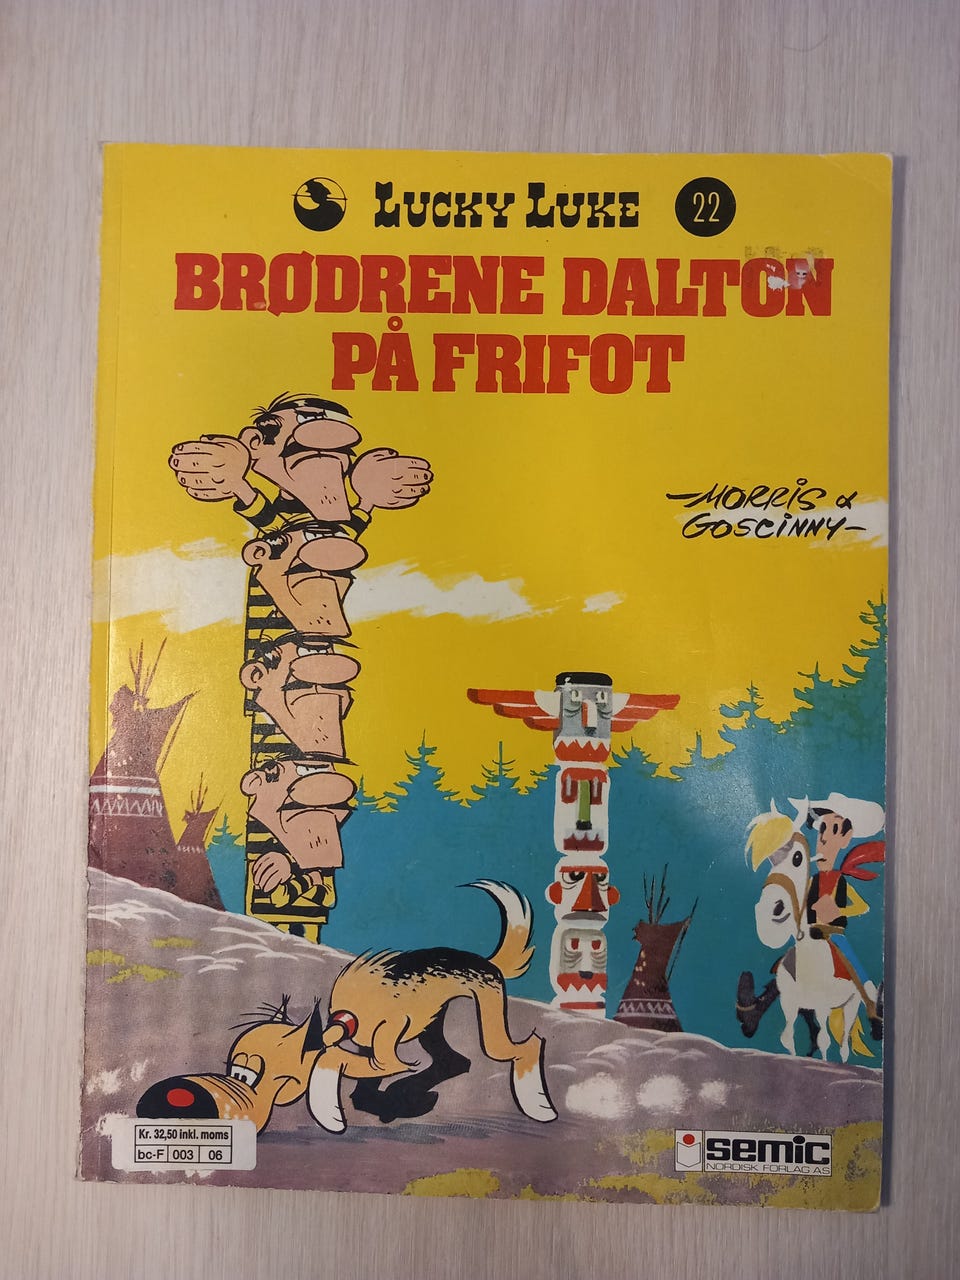 LUCKY LUKE 22
BRØDRENE DALTON
PÅ FRIFOT
-MORRIS &
GOSCINNY-
Kr. 32,50 inkl. moms
bc-F 003 06
semic
NORDISK FORLAG AS